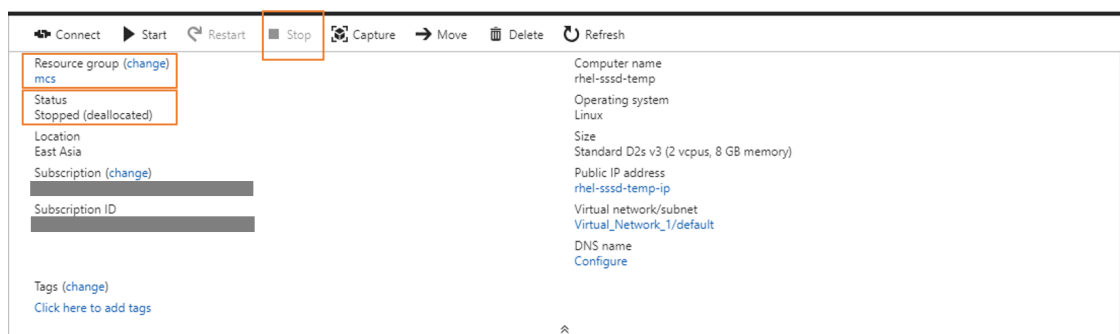 Connect Start Restart Stop Capture Move Delete Refresh
Resource group (change)
mcs
Status
Stopped (deallocated)
Location
East Asia
Subscription (change)
Subscription ID
Tags (change)
Click here to add tags
Computer name
rhel-sssd-temp
Operating system
Linux
Size
Standard D2s v3 (2 vcpus, 8 GB memory)
Public IP address
rhel-sssd-temp-ip
Virtual network/subnet
Virtual_Network_1/default
DNS name
Configure